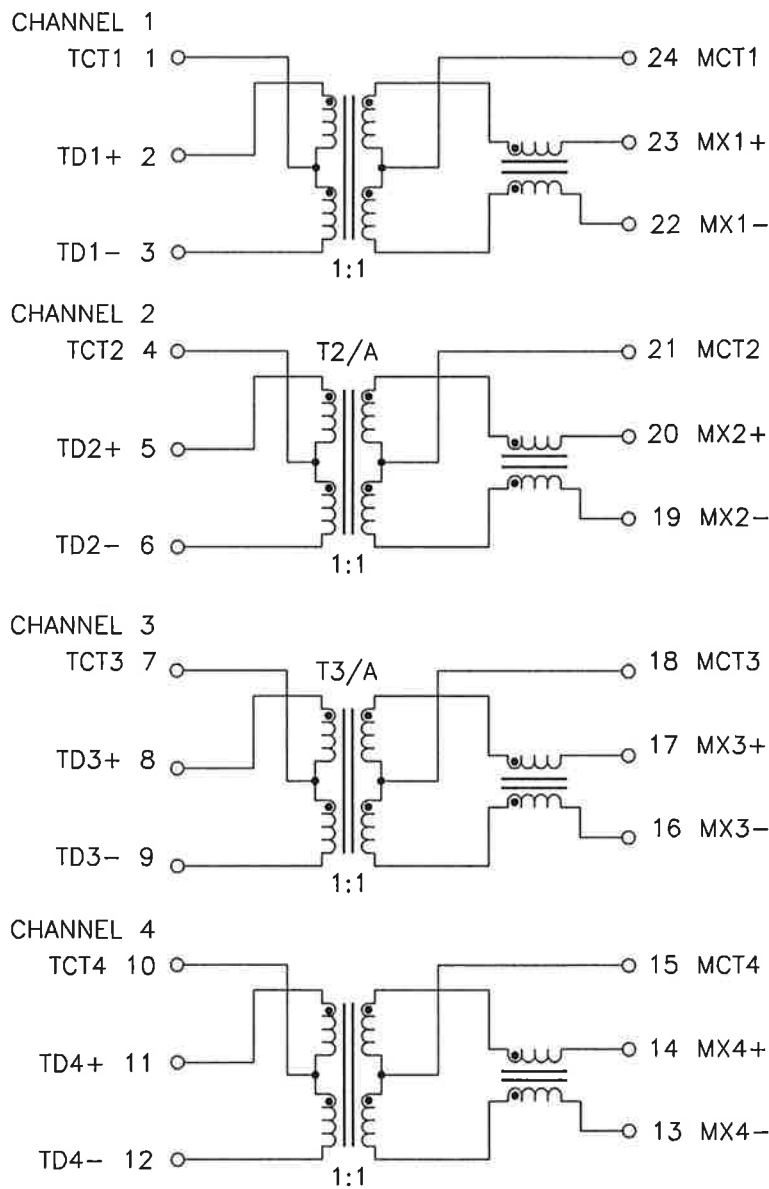 CHANNEL 1
TCT1 1
24 MCT1
TD1+ 2
23 MX1+
TD1- 3
22 MX1-
1:1
CHANNEL 2
TCT2 4
T2/A
21 MCT2
TD2+ 5
20 MX2+
TD2- 6
19 MX2-
1:1
CHANNEL 3
TCT3 7
T3/A
18 MCT3
TD3+ 8
17 MX3+
TD3- 9
16 MX3-
1:1
CHANNEL 4
TCT4 10
15 MCT4
TD4+ 11
14 MX4+
TD4- 12
13 MX4-
1:1